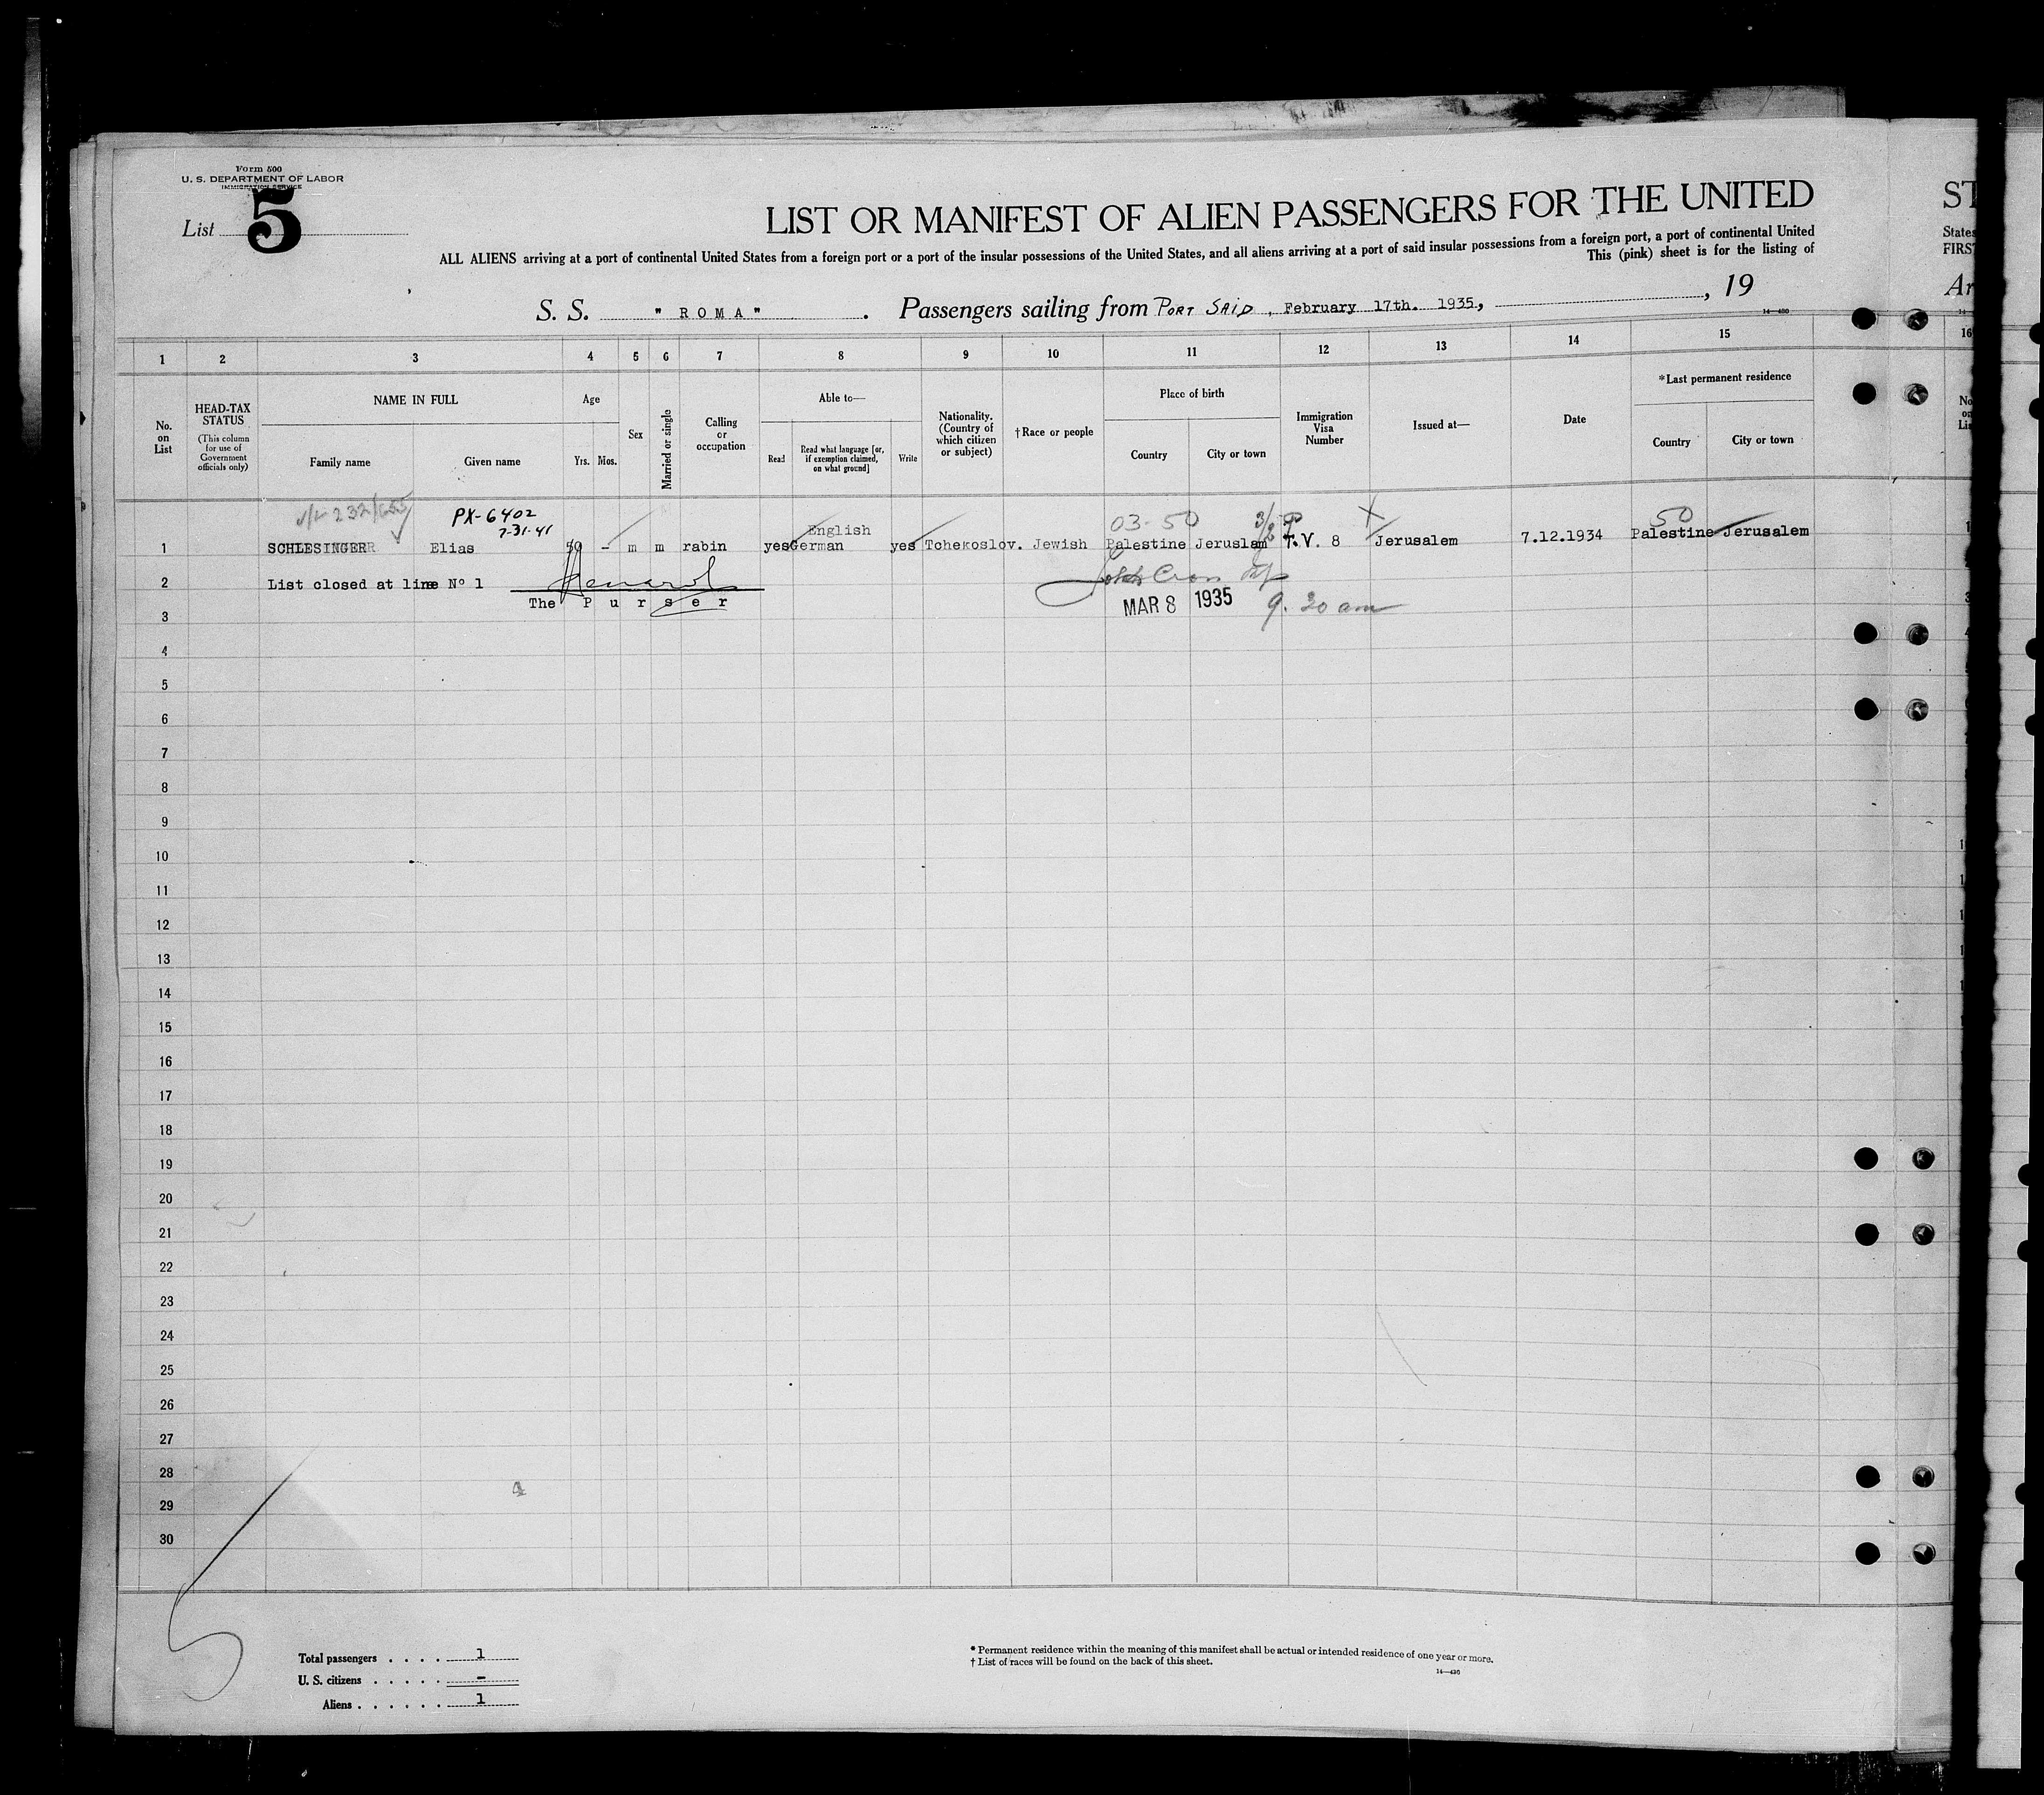 Form 500
U. S. DEPARTMENT OF LABOR
IMMIGRATION SERVICE
List 5
LIST OR MANIFEST OF ALIEN PASSENGERS FOR THE UNITED
ST
ALL ALIENS arriving at a port of continental United States from a foreign port or a port of the insular possessions of the United States, and all aliens arriving at a port of said insular possessions from a foreign port, a port of continental United
States
This (pink) sheet is for the listing of
FIRS
S. S. "ROMA". Passengers sailing from PORT SAID, February 17th. 1935, , 19
Ar
14—430
1 2 3 4 5 6 7 8 9 10 11 12 13 14 15 16
No. on List
HEAD-TAX STATUS
(This column for use of Government officials only)
NAME IN FULL
Family name Given name
Age
Yrs. Mos.
Sex
Married or single
Calling or occupation
Able to—
Read
Read what language [or, if exemption claimed, on what ground]
Write
Nationality. (Country of which citizen or subject)
†Race or people
Place of birth
Country City or town
Immigration Visa Number
Issued at—
Date
*Last permanent residence
Country City or town
PX-6402
7-31-41
English
03-50
50
1 SCHLESINGER Elias 50 - m m rabin yes German yes Tchekoslov. Jewish Palestine Jeruslam T.V. 8 Jerusalem 7.12.1934 Palestine Jerusalem
2 List closed at line Nº 1
The Purser
MAR 8 1935 9.20 am
3
4
5
6
7
8
9
10
11
12
13
14
15
16
17
18
19
20
21
22
23
24
25
26
27
28
29
30
Total passengers . . . . 1
U. S. citizens . . . . . -
Aliens . . . . . . 1
* Permanent residence within the meaning of this manifest shall be actual or intended residence of one year or more.
† List of races will be found on the back of this sheet.